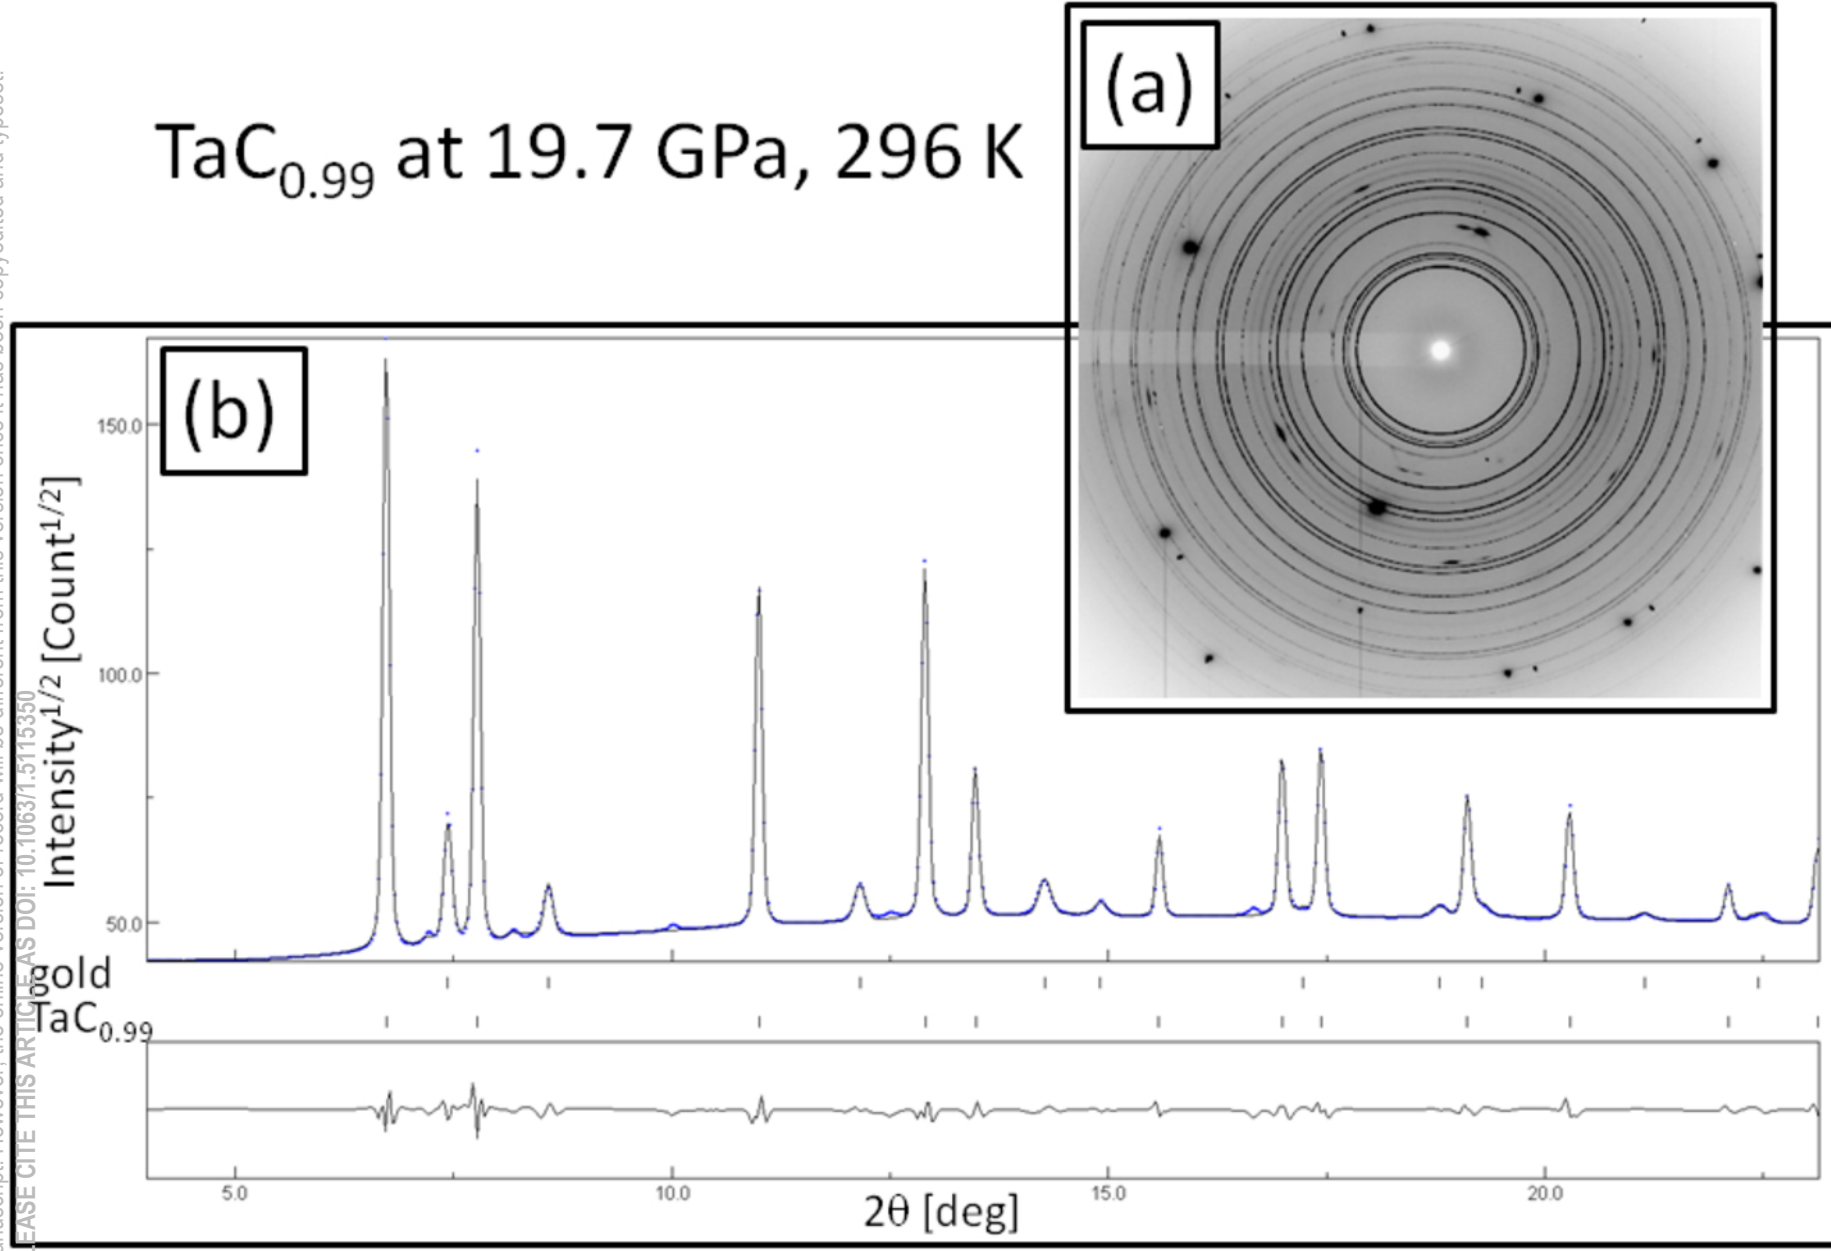 (a)
TaC0.99 at 19.7 GPa, 296 K
(b)
150.0
100.0
50.0
Intensity1/2 [Count1/2]
gold
TaC0.99
5.0
10.0
15.0
20.0
2θ [deg]
EASE CITE THIS ARTICLE AS DOI: 10.1063/1.5115350